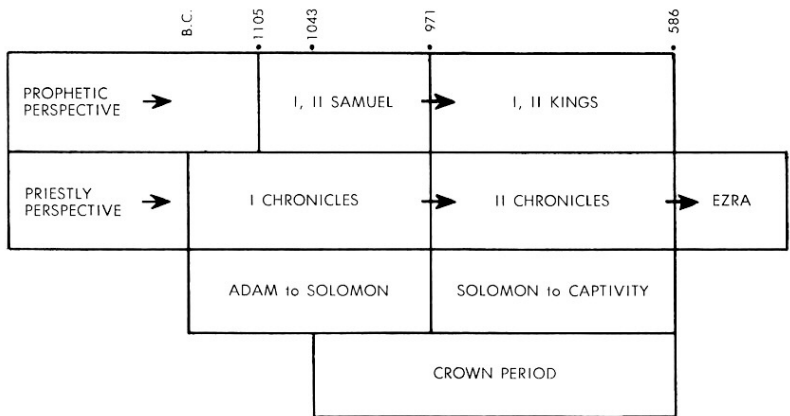 B.C.
1105
1043
971
586
PROPHETIC
PERSPECTIVE
I, II SAMUEL
I, II KINGS
PRIESTLY
PERSPECTIVE
I CHRONICLES
II CHRONICLES
EZRA
ADAM to SOLOMON
SOLOMON to CAPTIVITY
CROWN PERIOD